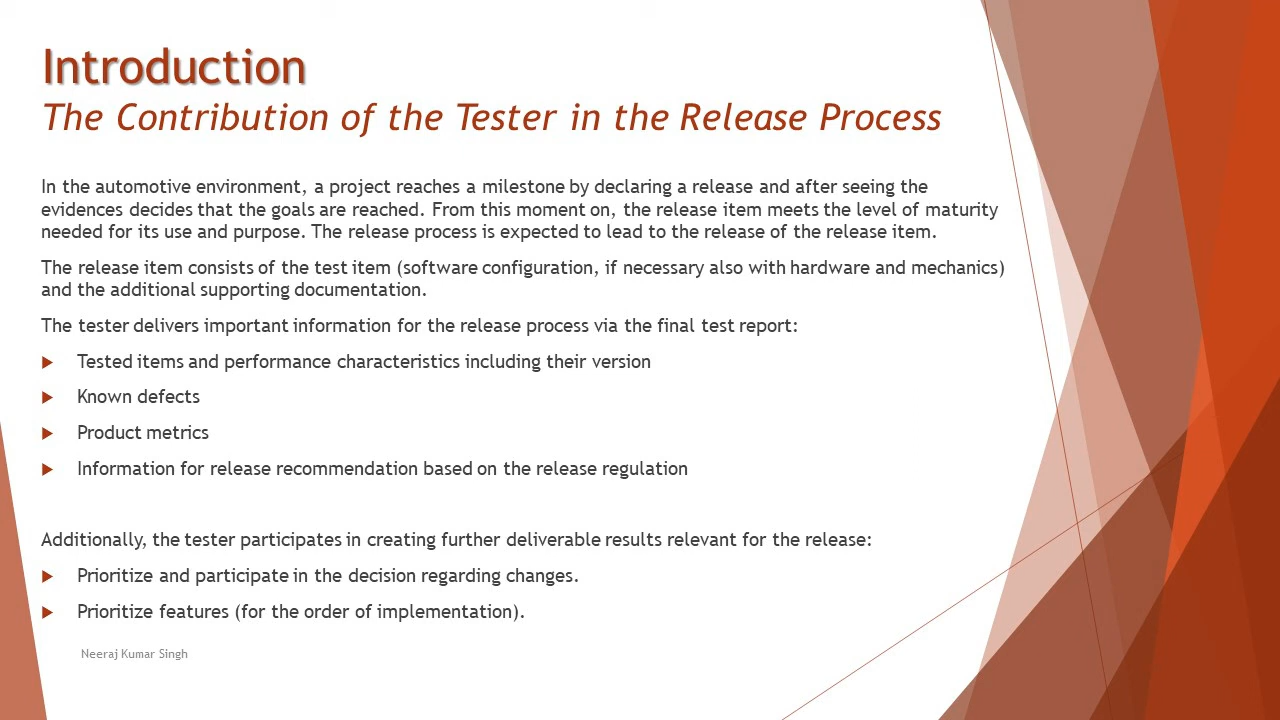 Introduction
The Contribution of the Tester in the Release Process
In the automotive environment, a project reaches a milestone by declaring a release and after seeing the
evidences decides that the goals are reached. From this moment on, the release item meets the level of maturity
needed for its use and purpose. The release process is expected to lead to the release of the release item.
The release item consists of the test item (software configuration, if necessary also with hardware and mechanics)
and the additional supporting documentation.
The tester delivers important information for the release process via the final test report:
Tested items and performance characteristics including their version
Known defects
Product metrics
Information for release recommendation based on the release regulation
Additionally, the tester participates in creating further deliverable results relevant for the release:
Prioritize and participate in the decision regarding changes.
Prioritize features (for the order of implementation).
Neeraj Kumar Singh